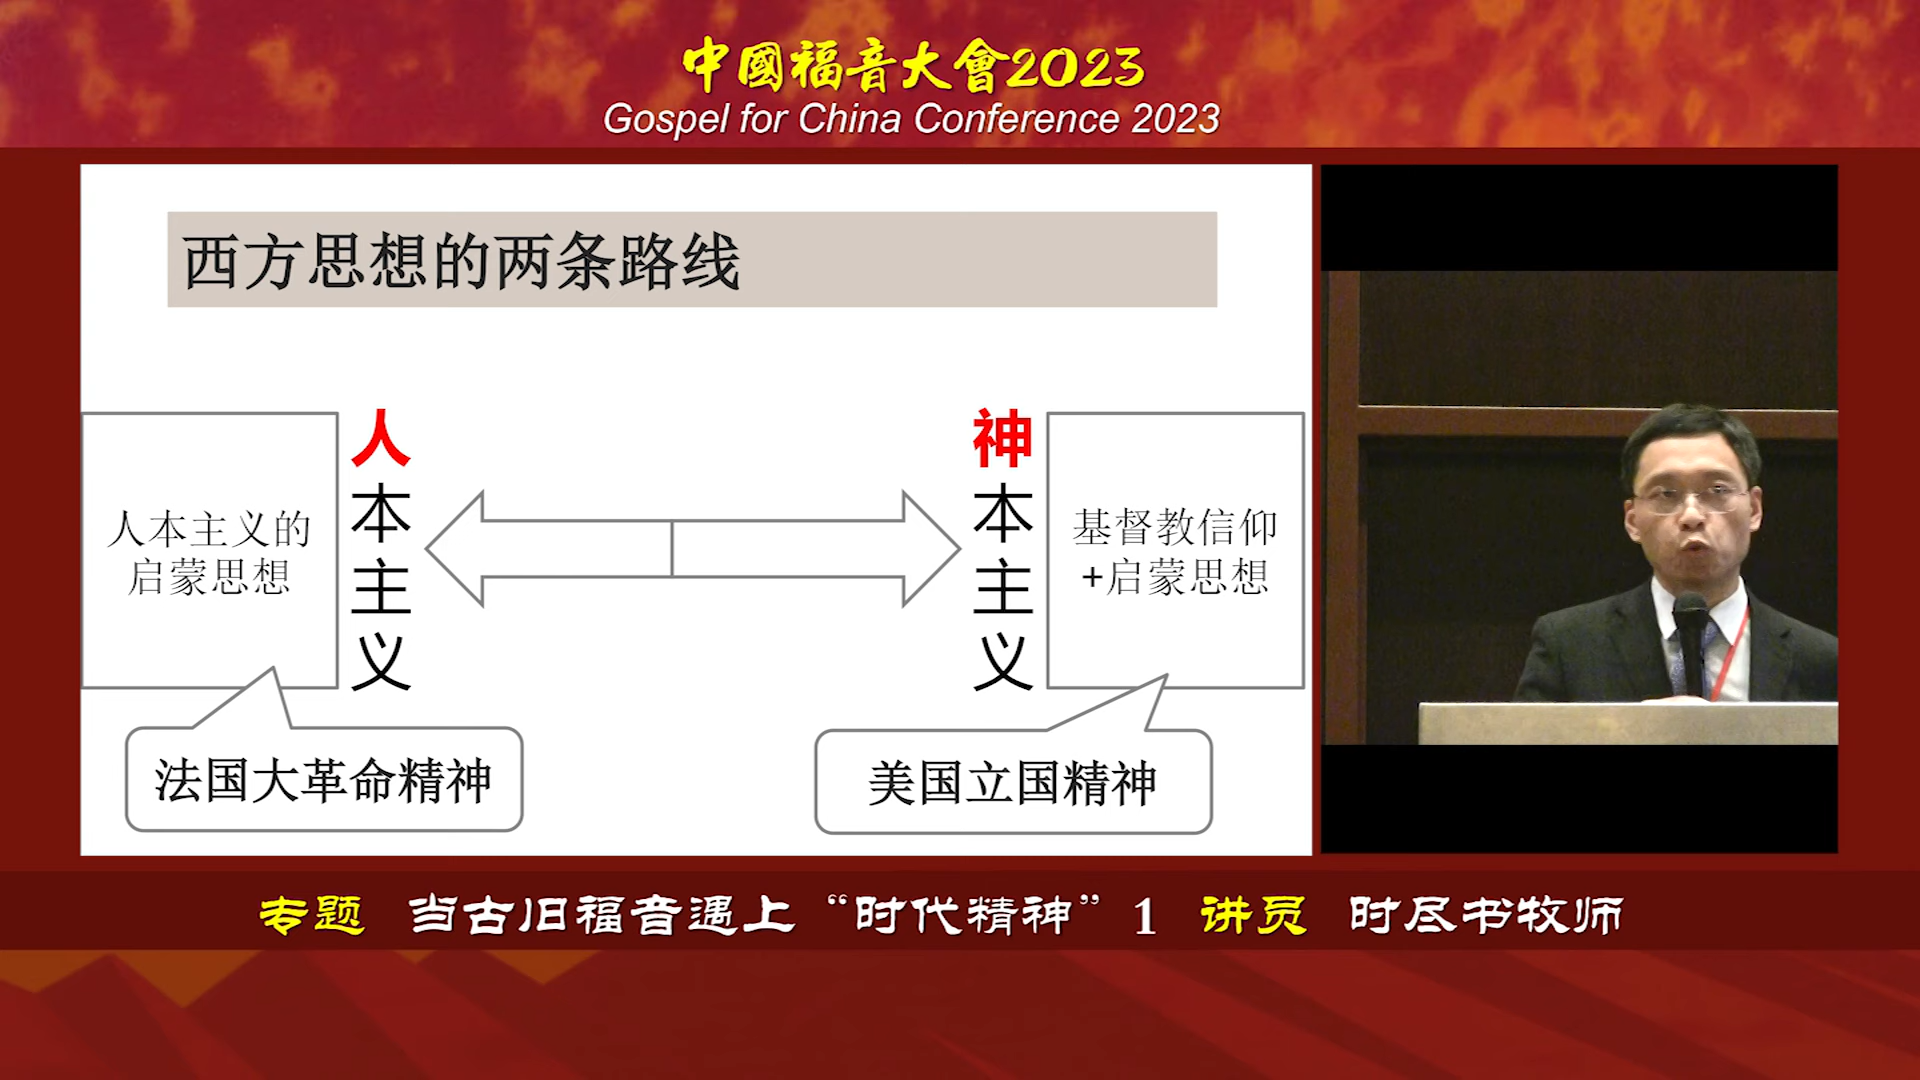 中國福音大會2023
Gospel for China Conference 2023
西方思想的两条路线
人本主义的
启蒙思想
人本主义
神本主义
基督教信仰
+启蒙思想
法国大革命精神
美国立国精神
专题 当古旧福音遇上“时代精神”1 讲员 时尽书牧师